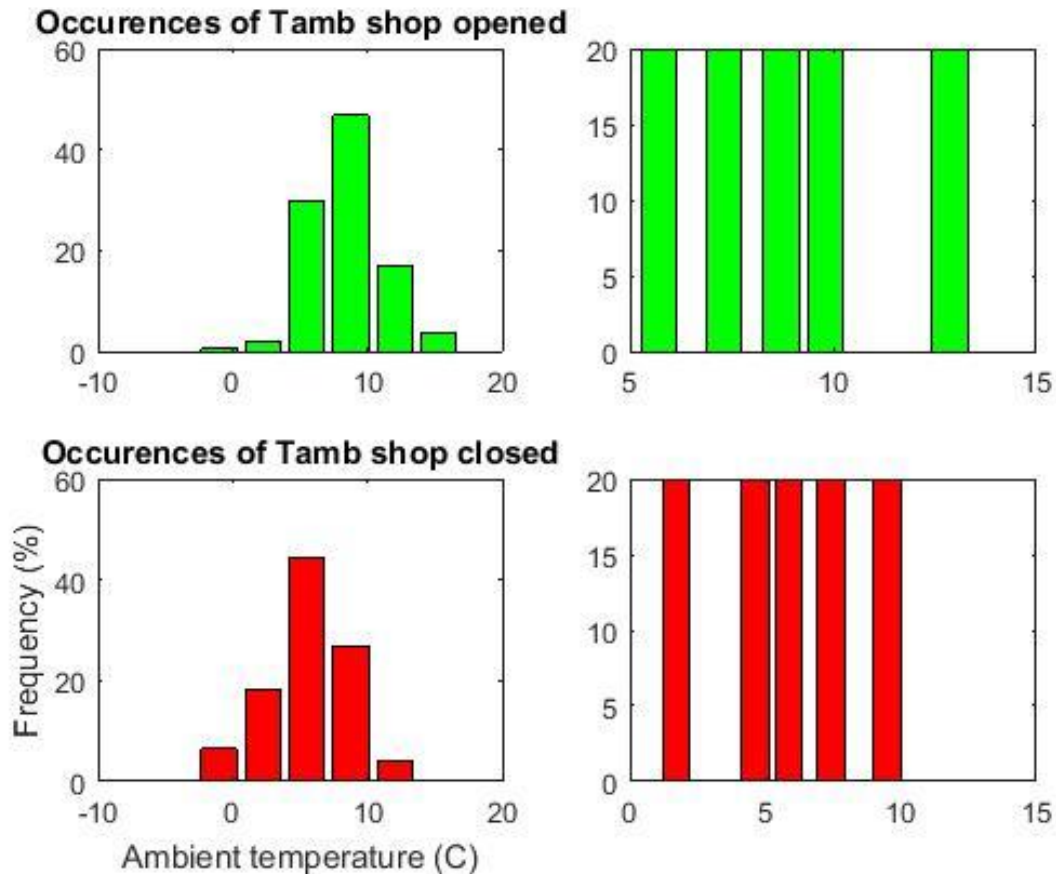 Occurences of Tamb shop opened
60
40
20
0
-10 0 10 20
20
15
10
5
0
5 10 15
Occurences of Tamb shop closed
Frequency (%)
60
40
20
0
-10 0 10 20
Ambient temperature (C)
20
15
10
5
0
0 5 10 15